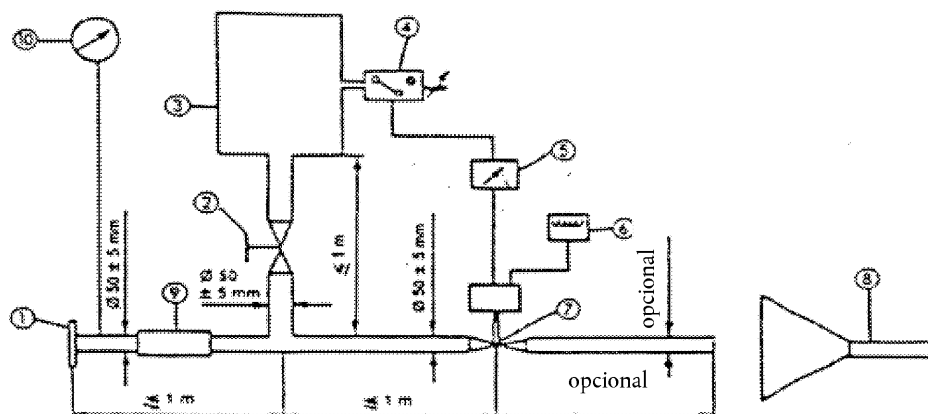 10
4
3
5
2
6
≤ 1 m
Ø 50 ± 5 mm
Ø 50 ± 5 mm
Ø 50
± 5 mm
opcional
1
9
7
8
opcional
≤ 1 m
≤ 1 m